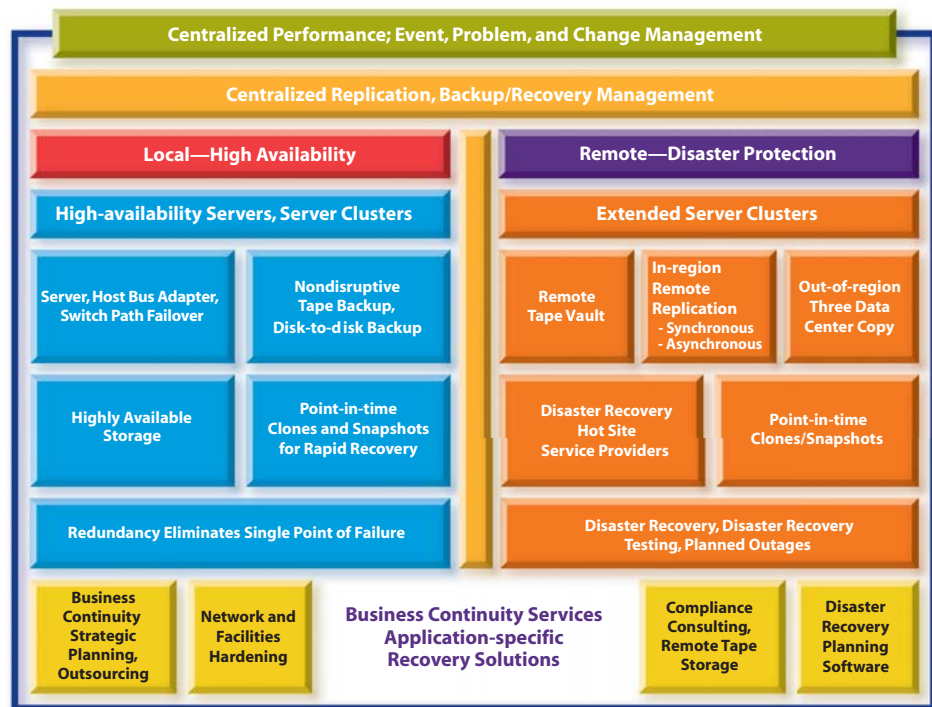 Centralized Performance; Event, Problem, and Change Management
Centralized Replication, Backup/Recovery Management
Local—High Availability
High-availability Servers, Server Clusters
Server, Host Bus Adapter,
Switch Path Failover
Nondisruptive
Tape Backup,
Disk-to-disk Backup
Highly Available
Storage
Point-in-time
Clones and Snapshots
for Rapid Recovery
Redundancy Eliminates Single Point of Failure
Remote—Disaster Protection
Extended Server Clusters
Remote
Tape Vault
In-region
Remote
Replication
- Synchronous
- Asynchronous
Out-of-region
Three Data
Center Copy
Disaster Recovery
Hot Site
Service Providers
Point-in-time
Clones/Snapshots
Disaster Recovery, Disaster Recovery
Testing, Planned Outages
Business
Continuity
Strategic
Planning,
Outsourcing
Network and
Facilities
Hardening
Business Continuity Services
Application-specific
Recovery Solutions
Compliance
Consulting,
Remote Tape
Storage
Disaster
Recovery
Planning
Software